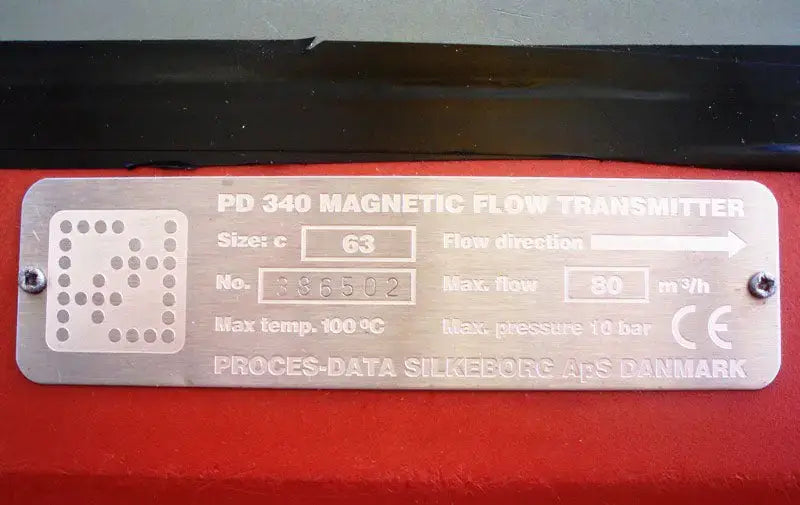 PD 340 MAGNETIC FLOW TRANSMITTER
Size: c 63 Flow direction
No. 386502 Max. flow 80 m³/h
Max temp. 100°C Max. pressure 10 bar CE
PROCES-DATA SILKEBORG ApS DANMARK